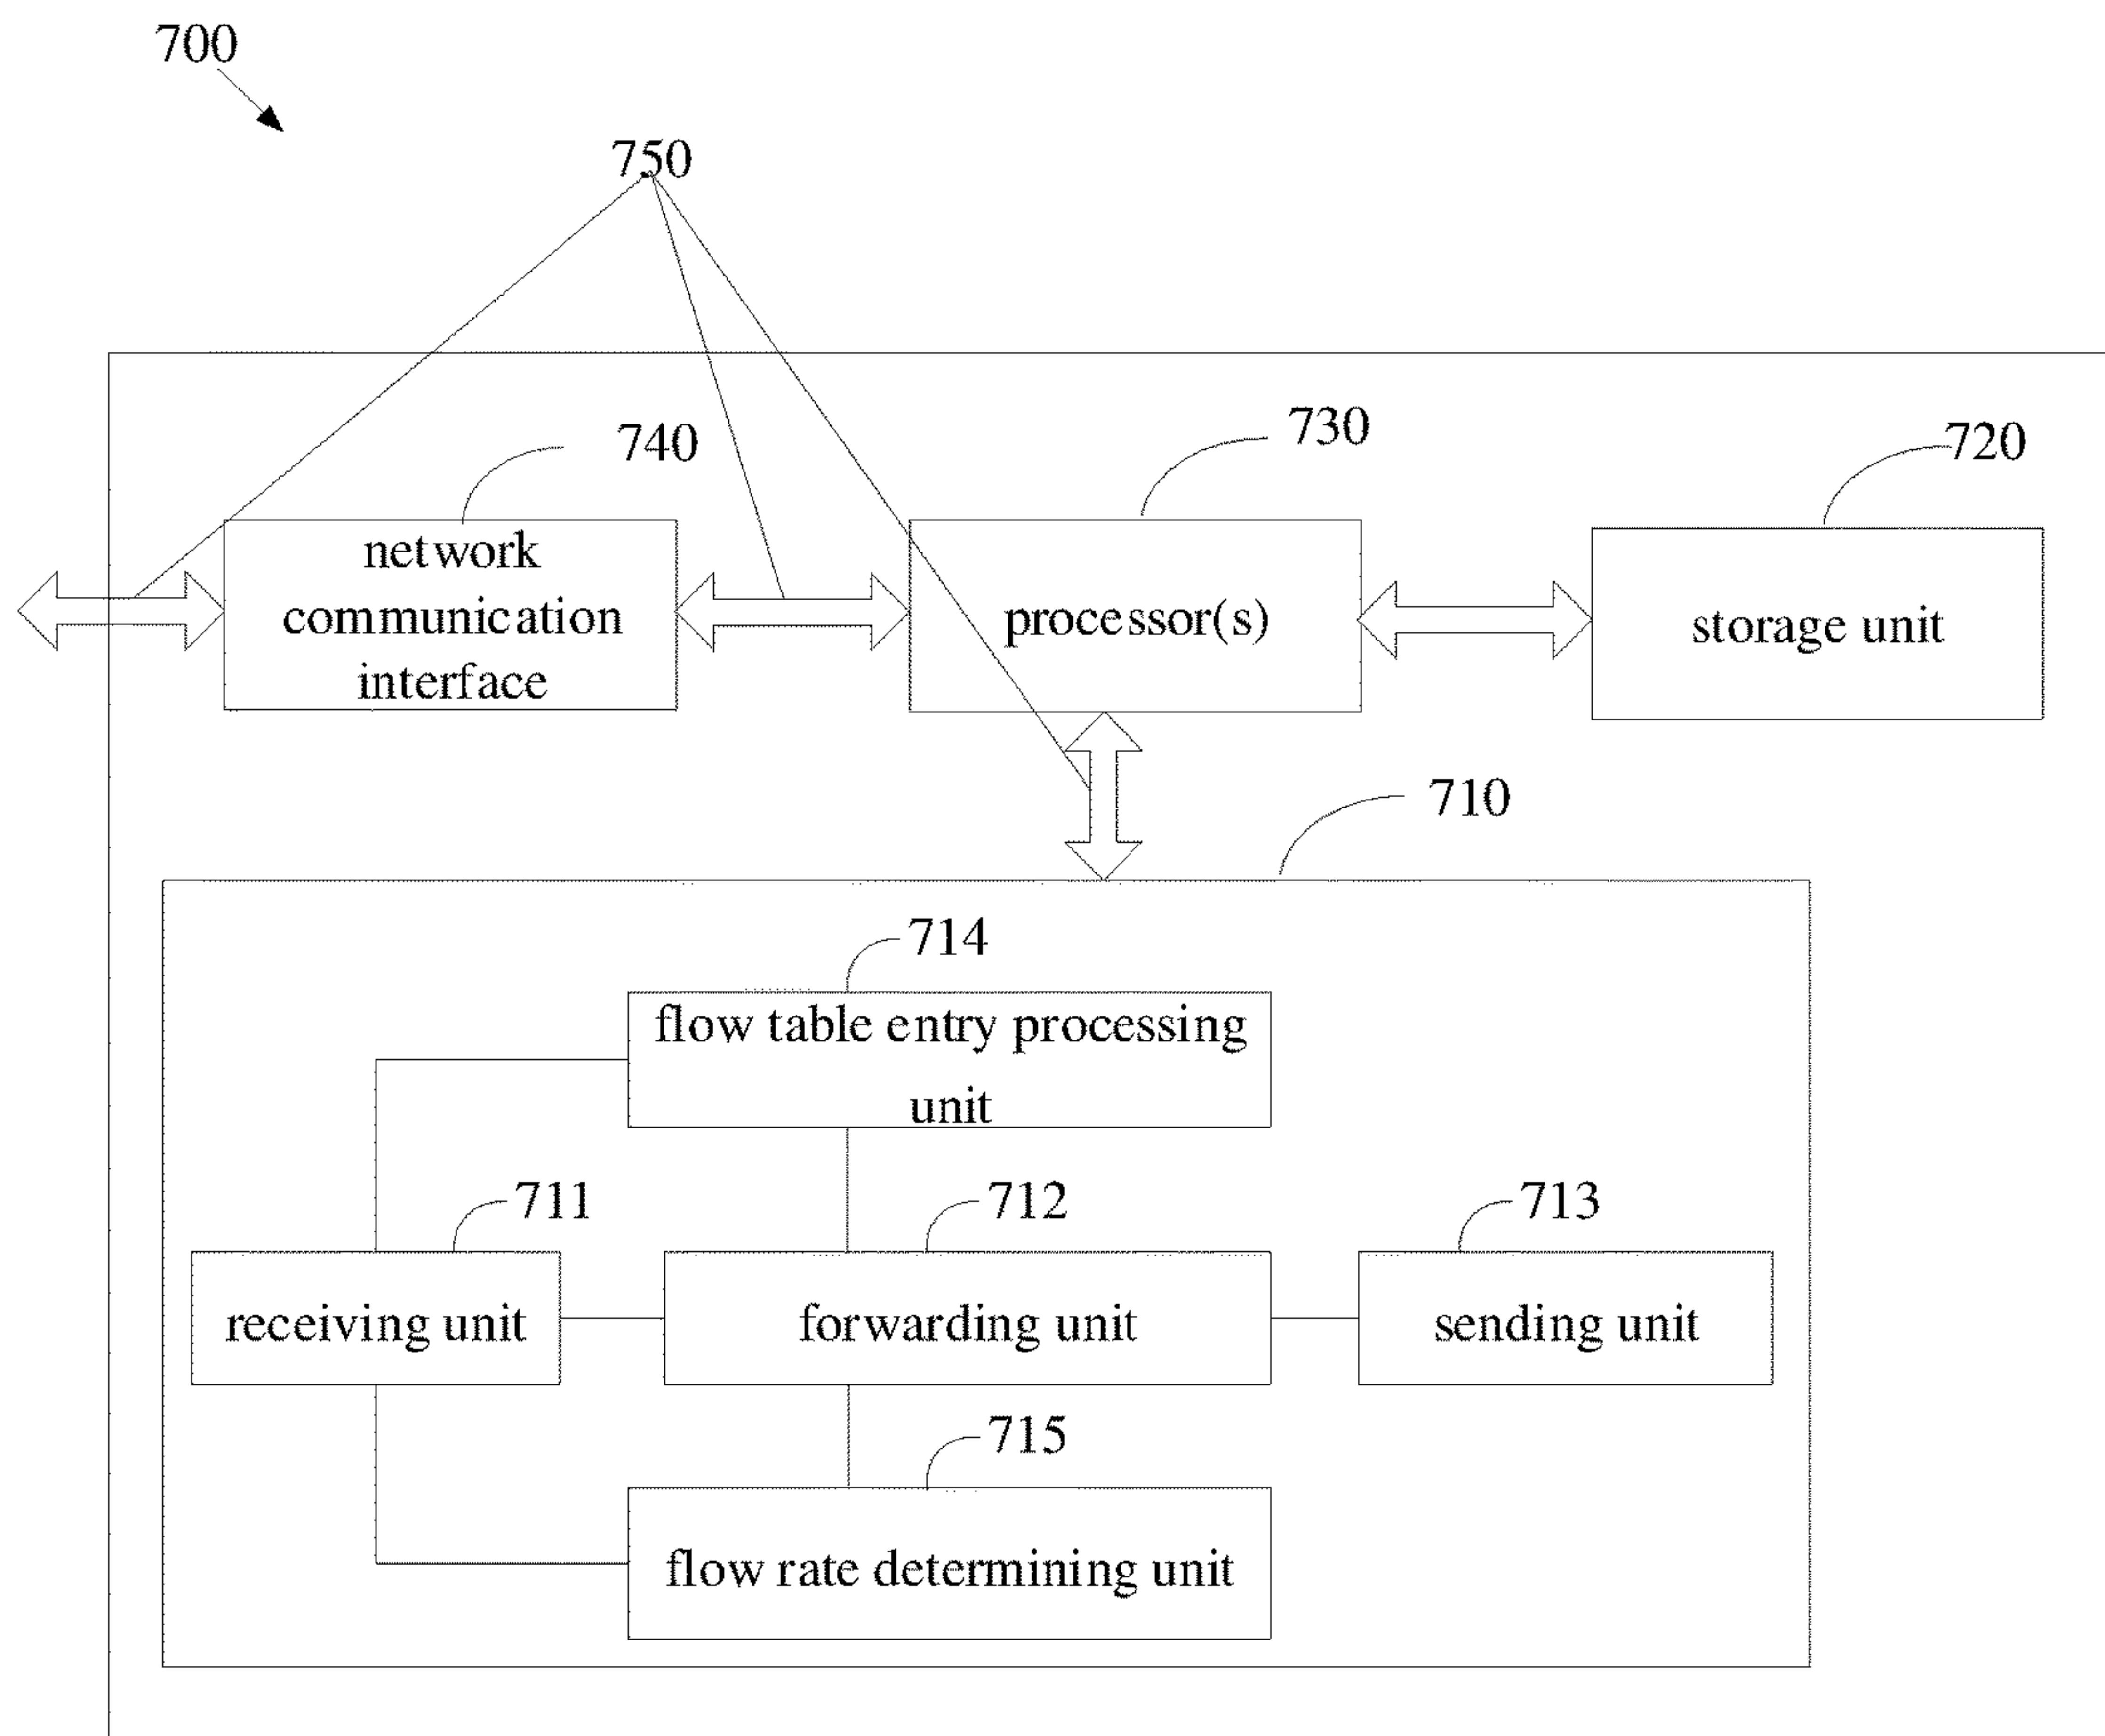 700
750
740
730
720
network
communication
interface
processor(s)
storage unit
710
714
flow table entry processing
unit
711
712
713
receiving unit
forwarding unit
sending unit
715
flow rate determining unit